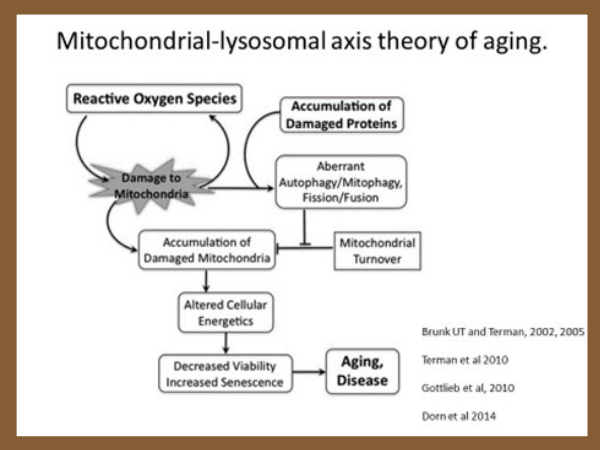 Mitochondrial-lysosomal axis theory of aging.
Reactive Oxygen Species
Accumulation of
Damaged Proteins
Damage to
Mitochondria
Aberrant
Autophagy/Mitophagy,
Fission/Fusion
Accumulation of
Damaged Mitochondria
Mitochondrial
Turnover
Altered Cellular
Energetics
Decreased Viability
Increased Senescence
Aging,
Disease
Brunk UT and Terman, 2002, 2005
Terman et al 2010
Gottlieb et al, 2010
Dorn et al 2014